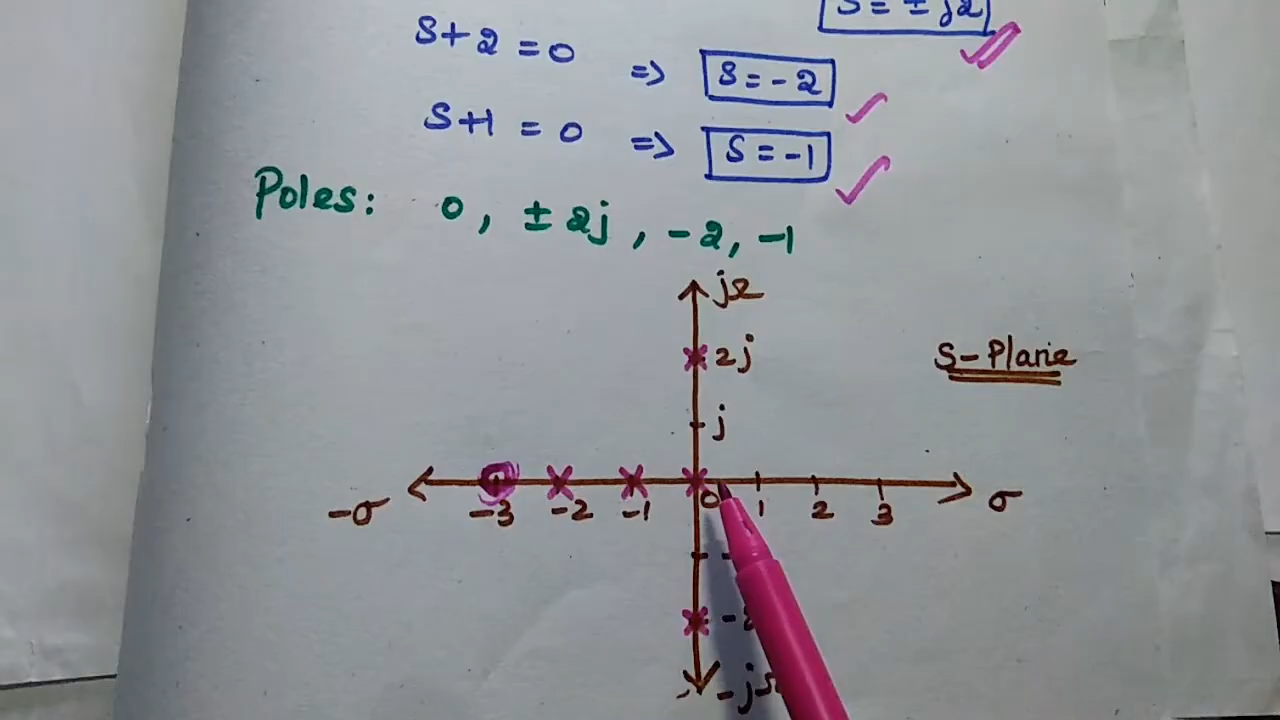 S = ± j2
S+2 = 0 => S = -2
S+1 = 0 => S = -1
Poles: 0, ± 2j, -2, -1
jΩ
2j
S-Plane
j
-σ -3 -2 -1 0 1 2 3 σ